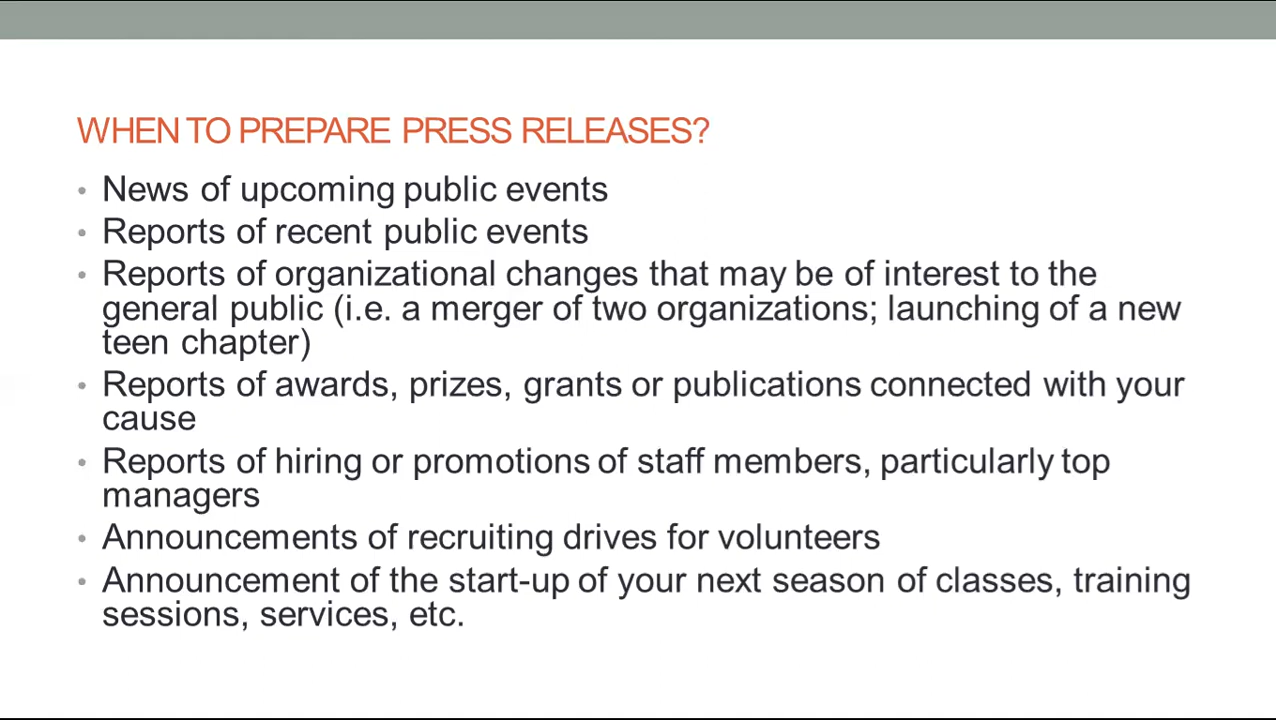 WHEN TO PREPARE PRESS RELEASES?
• News of upcoming public events
• Reports of recent public events
• Reports of organizational changes that may be of interest to the
general public (i.e. a merger of two organizations; launching of a new
teen chapter)
• Reports of awards, prizes, grants or publications connected with your
cause
• Reports of hiring or promotions of staff members, particularly top
managers
• Announcements of recruiting drives for volunteers
• Announcement of the start-up of your next season of classes, training
sessions, services, etc.